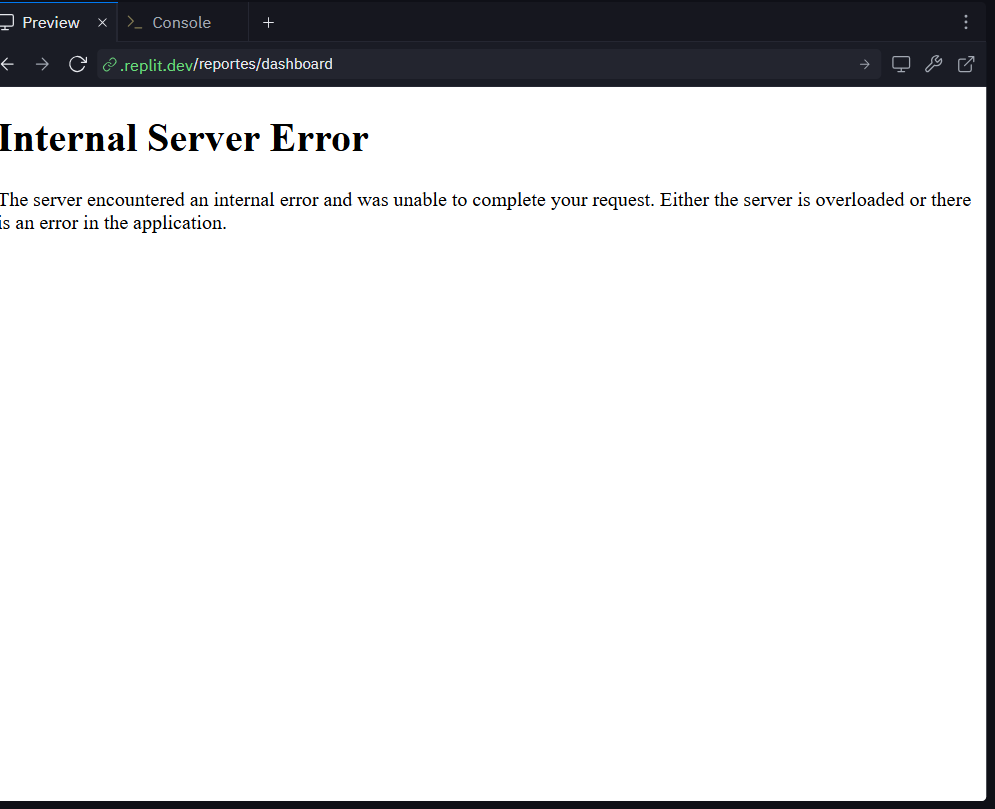 Preview
Console
.replit.dev/reportes/dashboard
Internal Server Error
The server encountered an internal error and was unable to complete your request. Either the server is overloaded or there
is an error in the application.